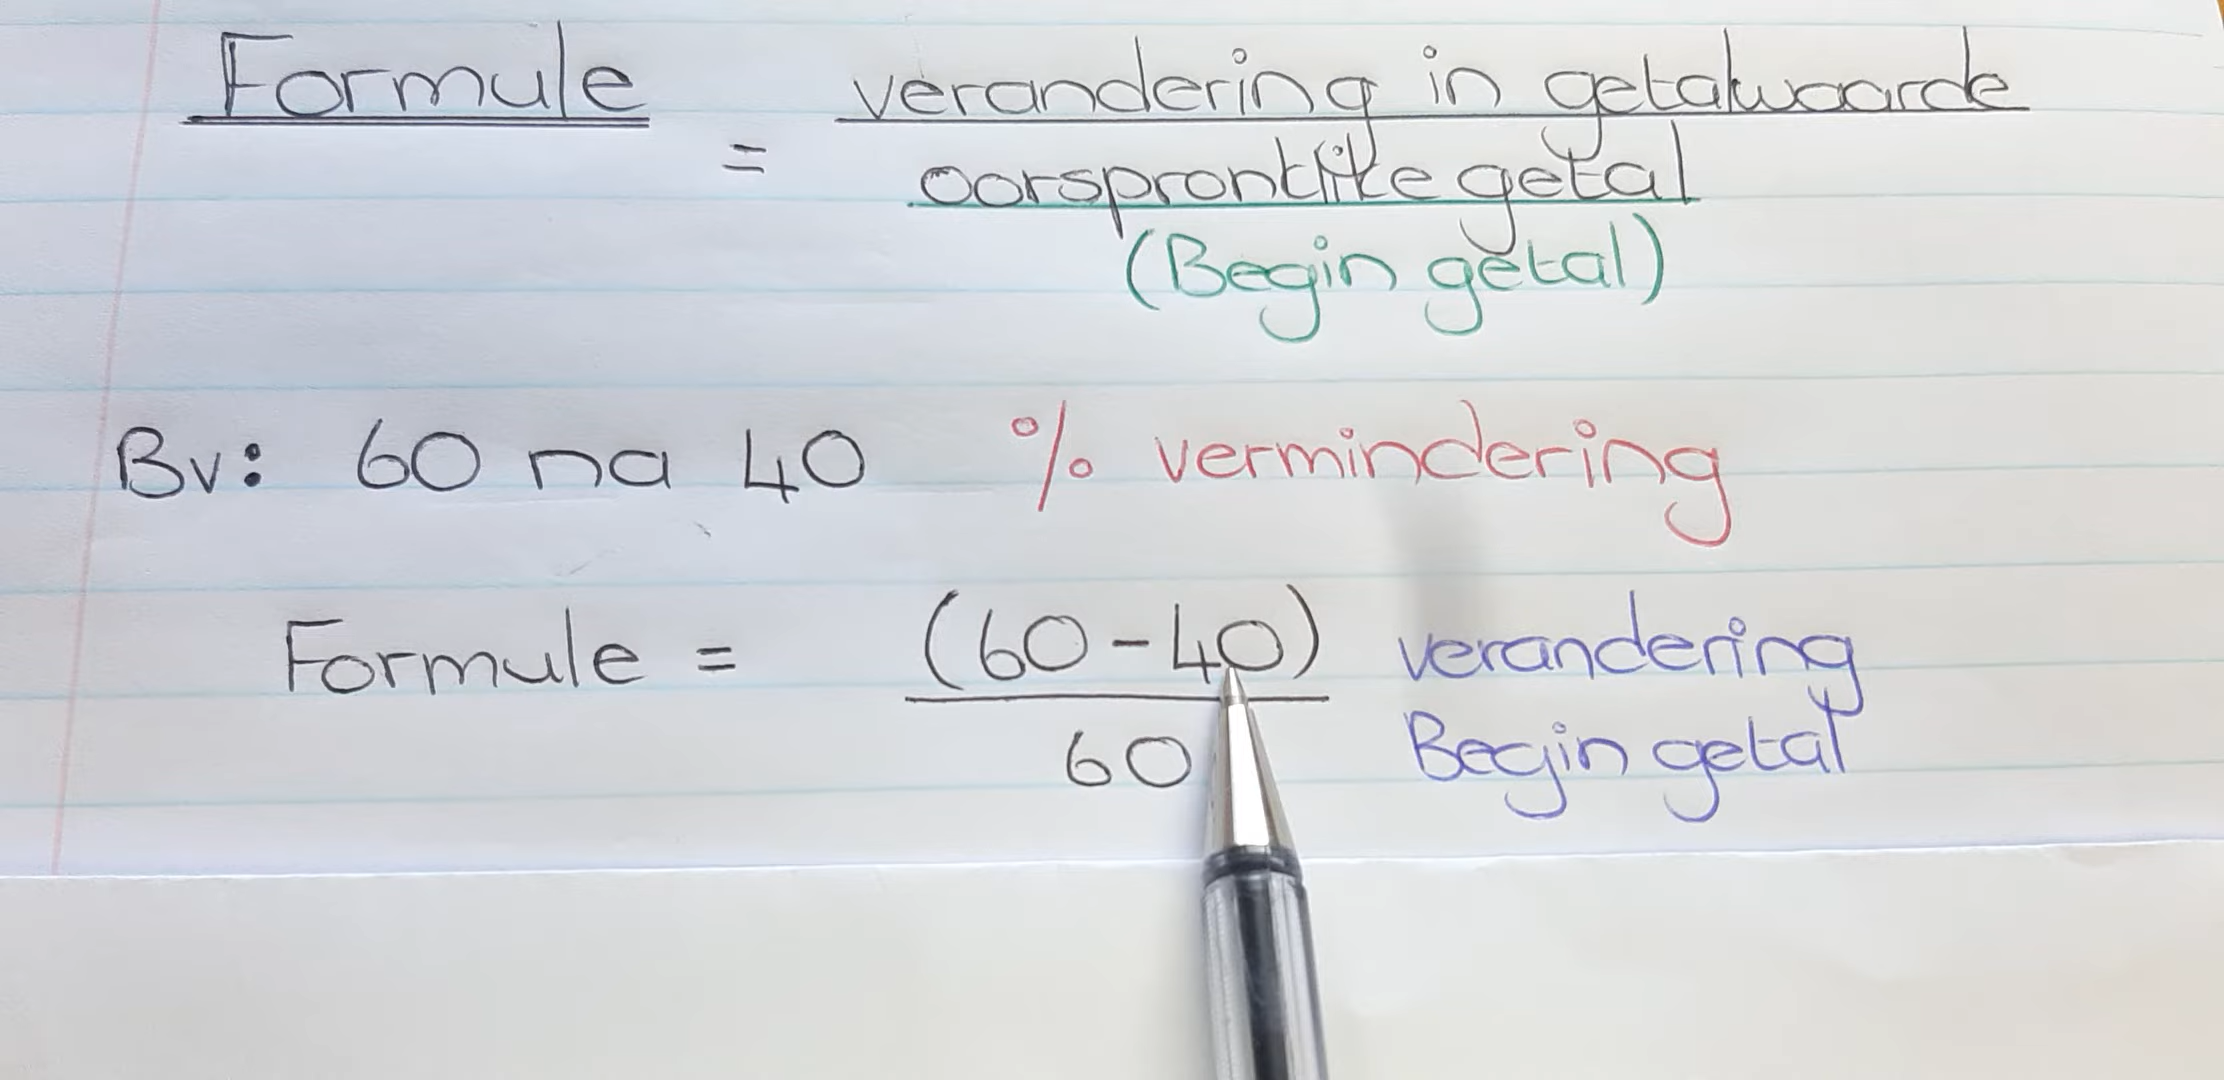 Formule = verandering in getalwaarde
oorsprontlike getal
(Begin getal)
Bv: 60 na 40 % vermindering
Formule = (60 - 40) verandering
60 Begin getal